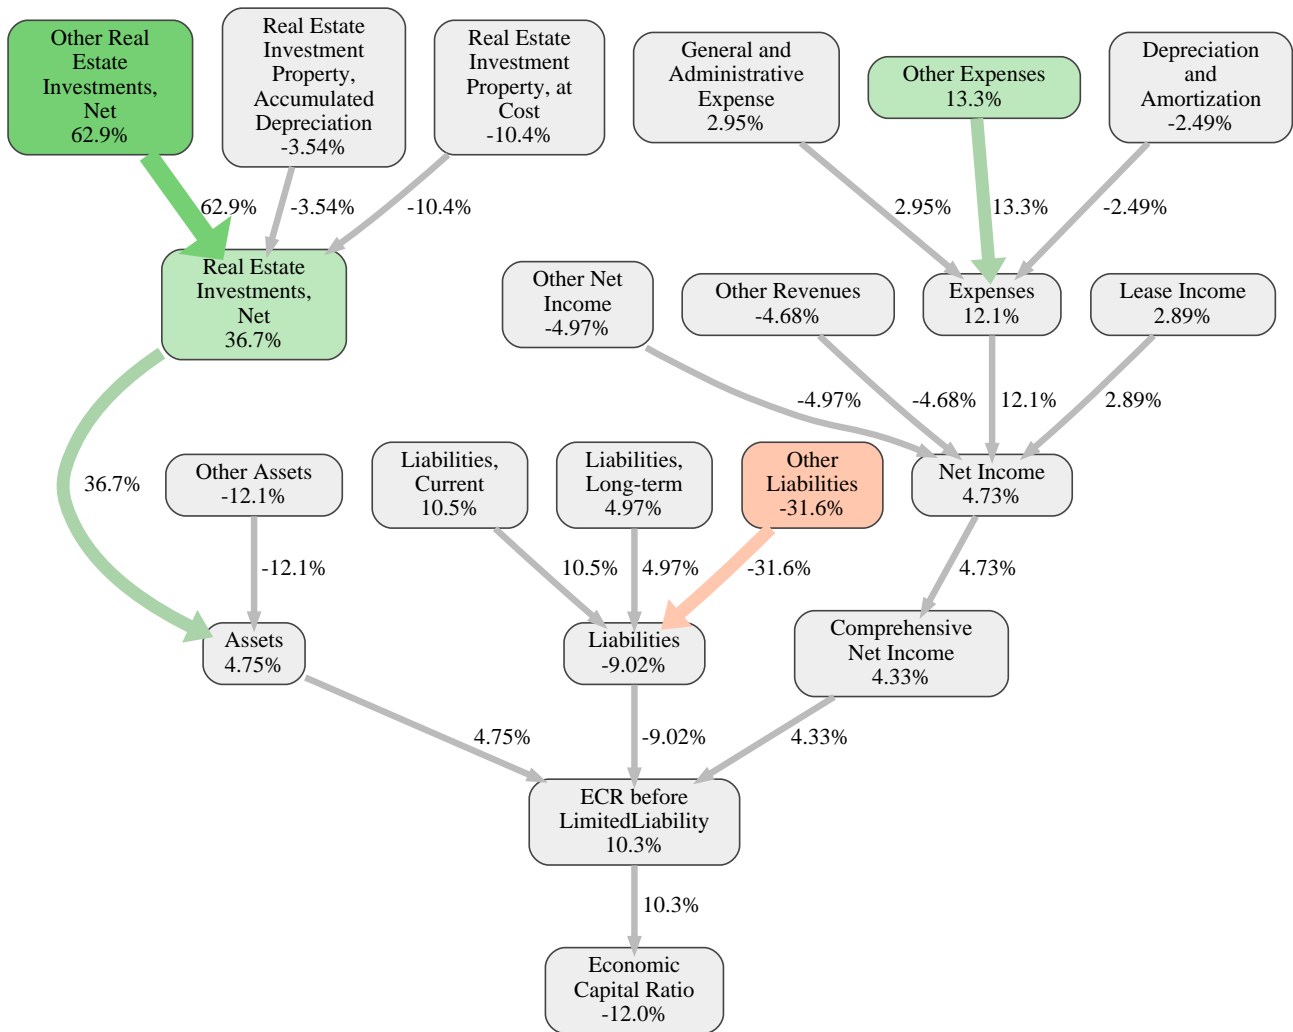 Other Real
Estate
Investments,
Net
62.9%
Real Estate
Investment
Property,
Accumulated
Depreciation
-3.54%
Real Estate
Investment
Property, at
Cost
-10.4%
General and
Administrative
Expense
2.95%
Other Expenses
13.3%
Depreciation
and
Amortization
-2.49%
62.9%
-3.54%
-10.4%
2.95%
13.3%
-2.49%
Real Estate
Investments,
Net
36.7%
Other Net
Income
-4.97%
Other Revenues
-4.68%
Expenses
12.1%
Lease Income
2.89%
-4.97%
-4.68%
12.1%
2.89%
36.7%
Other Assets
-12.1%
Liabilities,
Current
10.5%
Liabilities,
Long-term
4.97%
Other
Liabilities
-31.6%
Net Income
4.73%
-12.1%
10.5%
4.97%
-31.6%
4.73%
Assets
4.75%
Liabilities
-9.02%
Comprehensive
Net Income
4.33%
4.75%
-9.02%
4.33%
ECR before
LimitedLiability
10.3%
10.3%
Economic
Capital Ratio
-12.0%